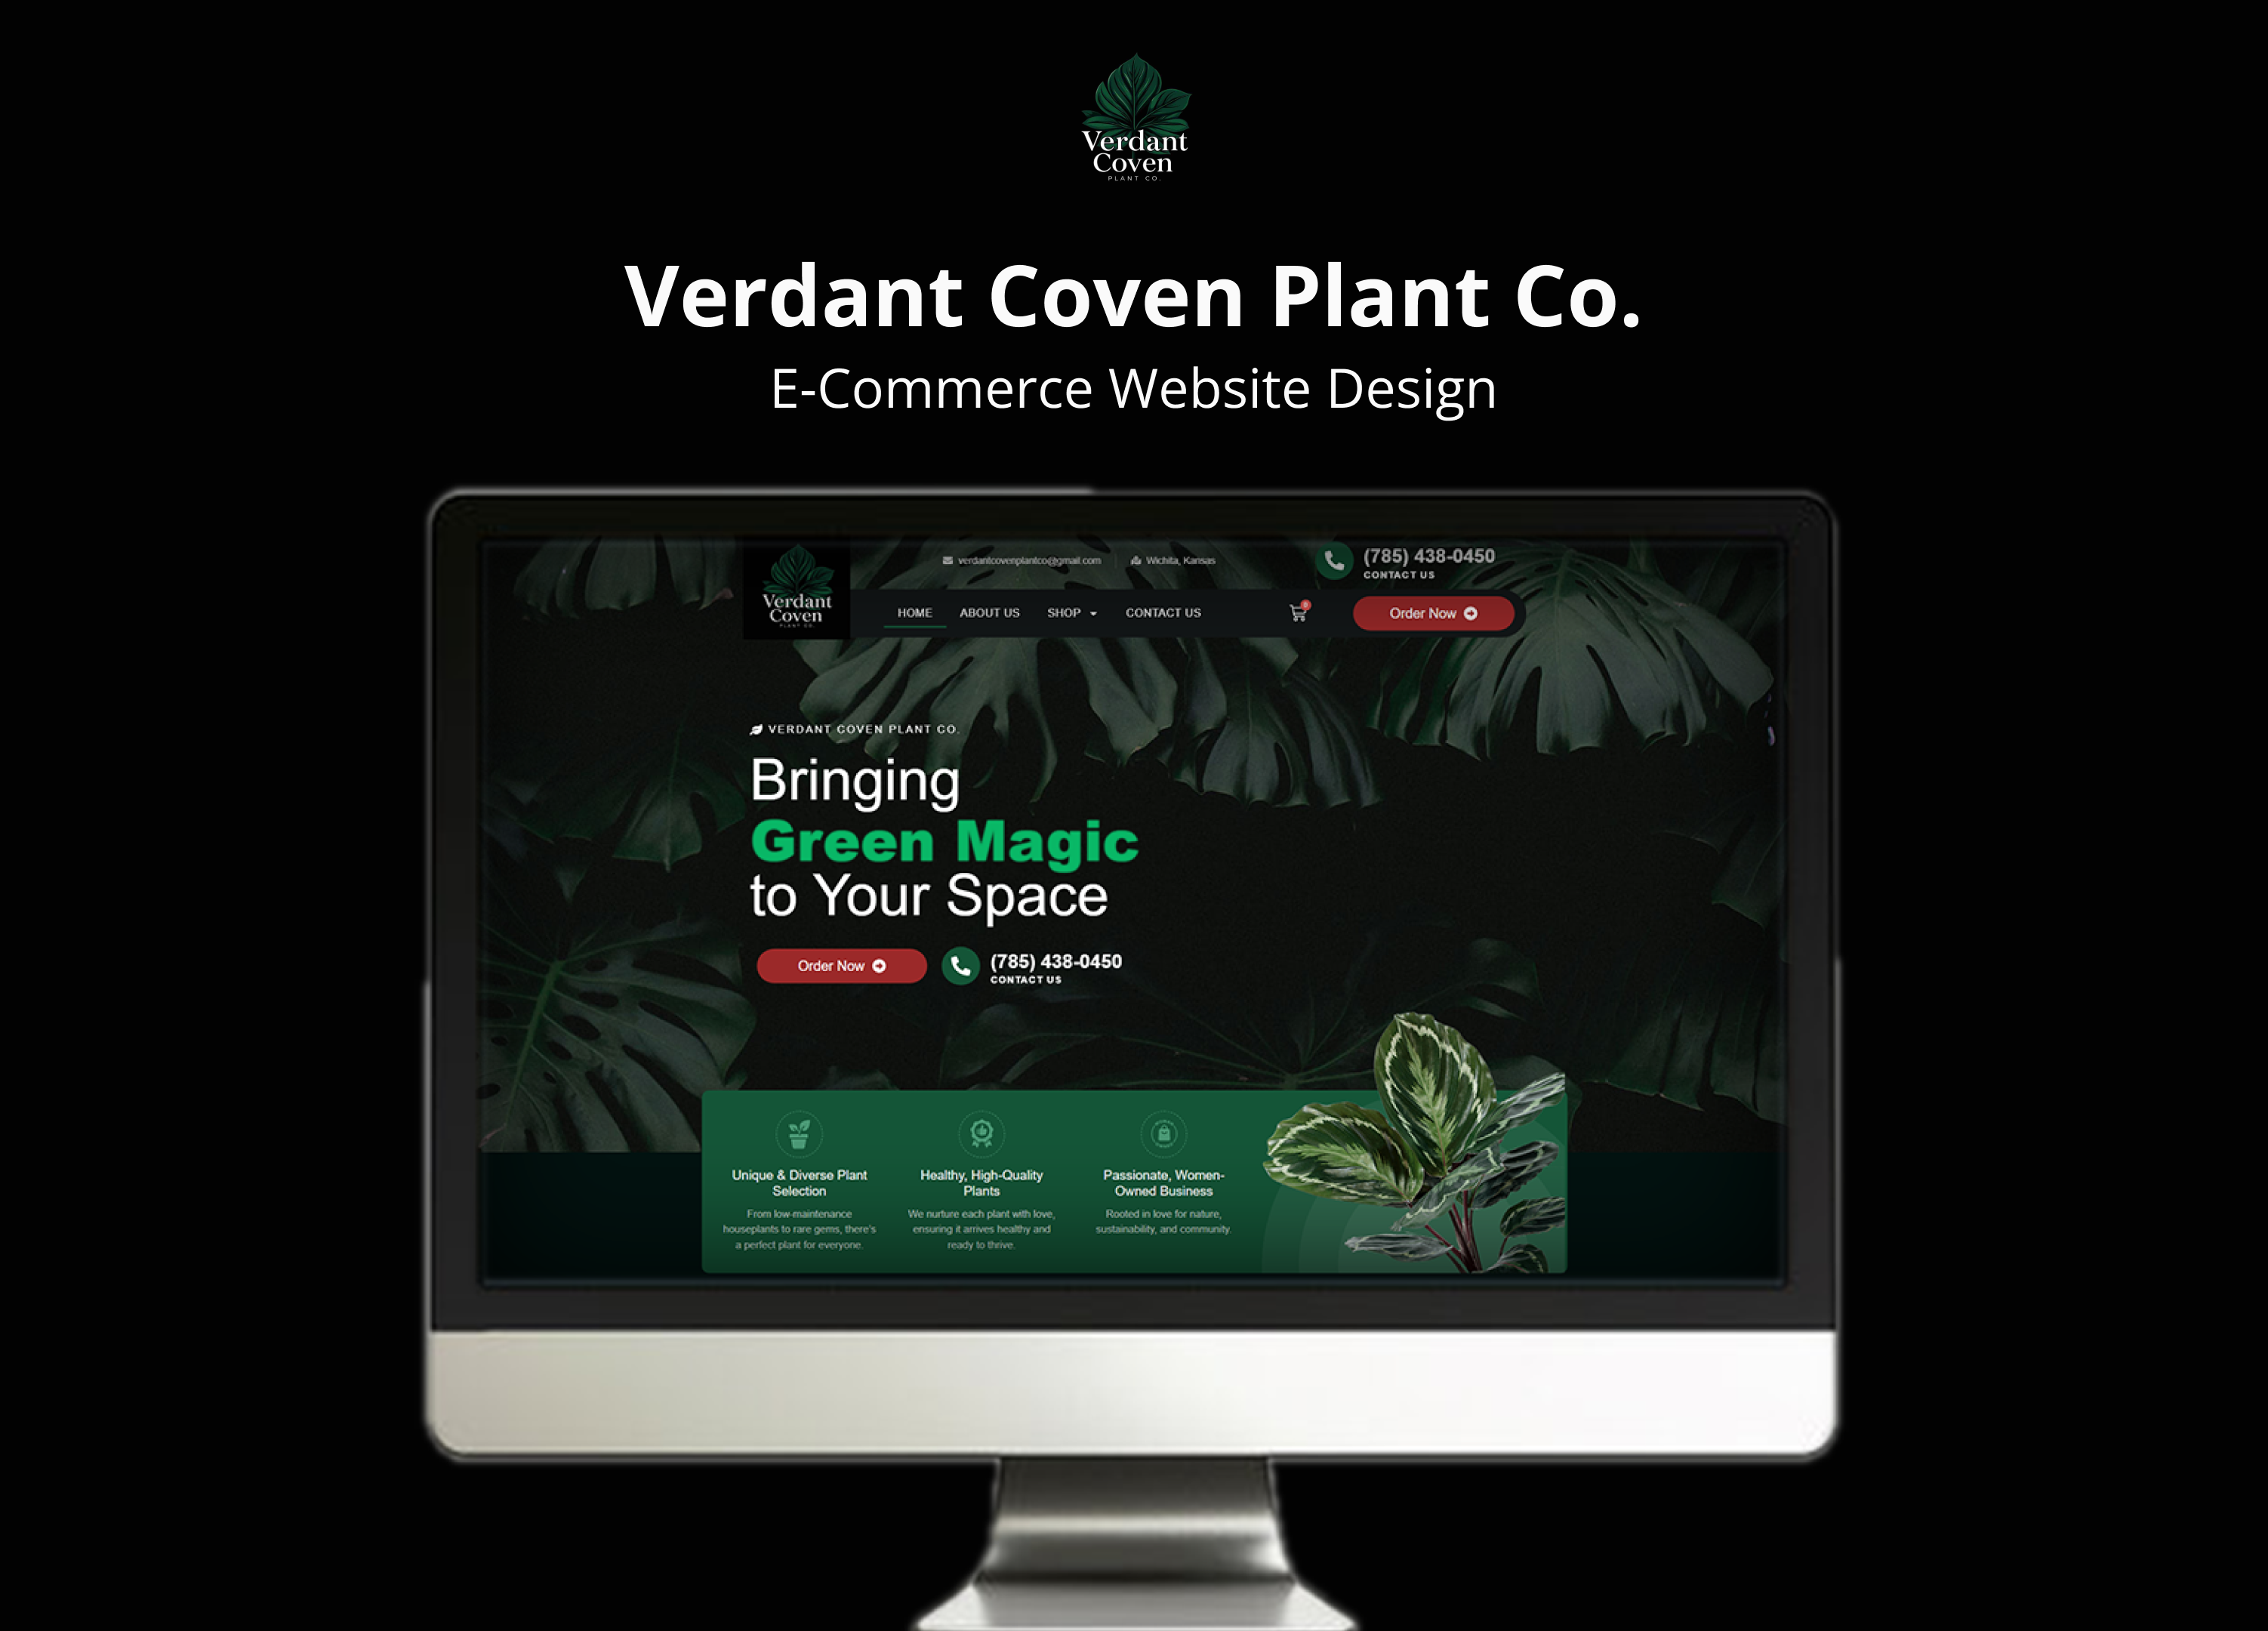 Verdant
Coven
PLANT CO.
Verdant Coven Plant Co.
E-Commerce Website Design
Verdant
Coven
PLANT CO.
verdantcovenplantco@gmail.com
Wichita, Kansas
(785) 438-0450
CONTACT US
HOME
ABOUT US
SHOP
CONTACT US
0
Order Now
VERDANT COVEN PLANT CO.
Bringing
Green Magic
to Your Space
Order Now
(785) 438-0450
CONTACT US
Unique & Diverse Plant
Selection
From low-maintenance
houseplants to rare gems, there's
a perfect plant for everyone.
Healthy, High-Quality
Plants
We nurture each plant with love,
ensuring it arrives healthy and
ready to thrive.
Passionate, Women-
Owned Business
Rooted in love for nature,
sustainability, and community.